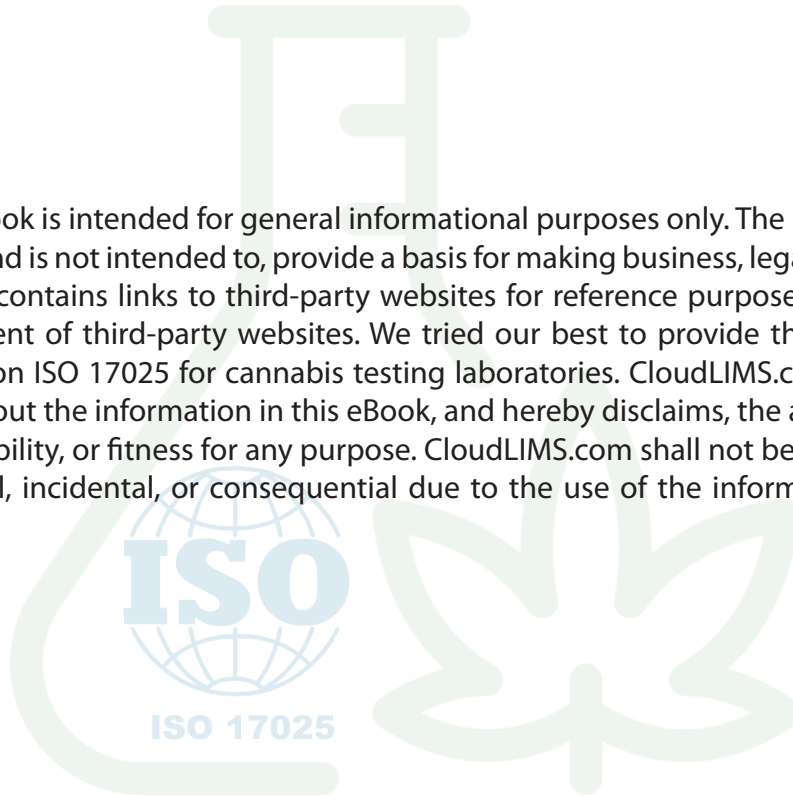 ook is intended for general informational purposes only. The
nd is not intended to, provide a basis for making business, lega
contains links to third-party websites for reference purpose
ent of third-party websites. We tried our best to provide th
on ISO 17025 for cannabis testing laboratories. CloudLIMS.c
out the information in this eBook, and hereby disclaims, the a
bility, or fitness for any purpose. CloudLIMS.com shall not be
l, incidental, or consequential due to the use of the inform
ISO
ISO 17025